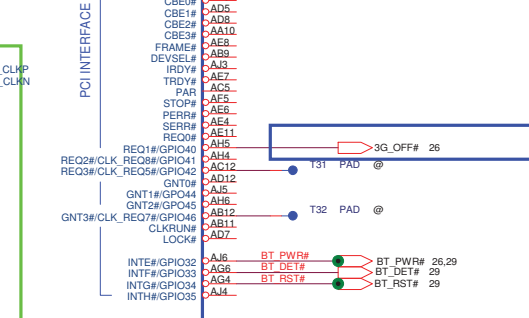 CBE0#
CBE1# AD5
CBE2# AD8
CBE3# AA10
FRAME# AE8
DEVSEL# AB9
_CLKP IRDY# AJ3
_CLKN TRDY# AE7
PCI INTERFACE
PAR AC5
STOP# AF5
PERR# AE6
SERR# AE4
REQ0# AE11
REQ1#/GPIO40 AH5 3G_OFF# 26
REQ2#/CLK_REQ8#/GPIO41 AH4
REQ3#/CLK_REQ5#/GPIO42 AC12 T31 PAD @
GNT0# AD12
GNT1#/GPO44 AJ5
GNT2#/GPO45 AH6
GNT3#/CLK_REQ7#/GPIO46 AB12 T32 PAD @
CLKRUN# AB11
LOCK# AD7
INTE#/GPIO32 AJ6 BT_PWR# BT_PWR# 26,29
INTF#/GPIO33 AG6 BT_DET# BT_DET# 29
INTG#/GPIO34 AG4 BT_RST# BT_RST# 29
INTH#/GPIO35 AJ4